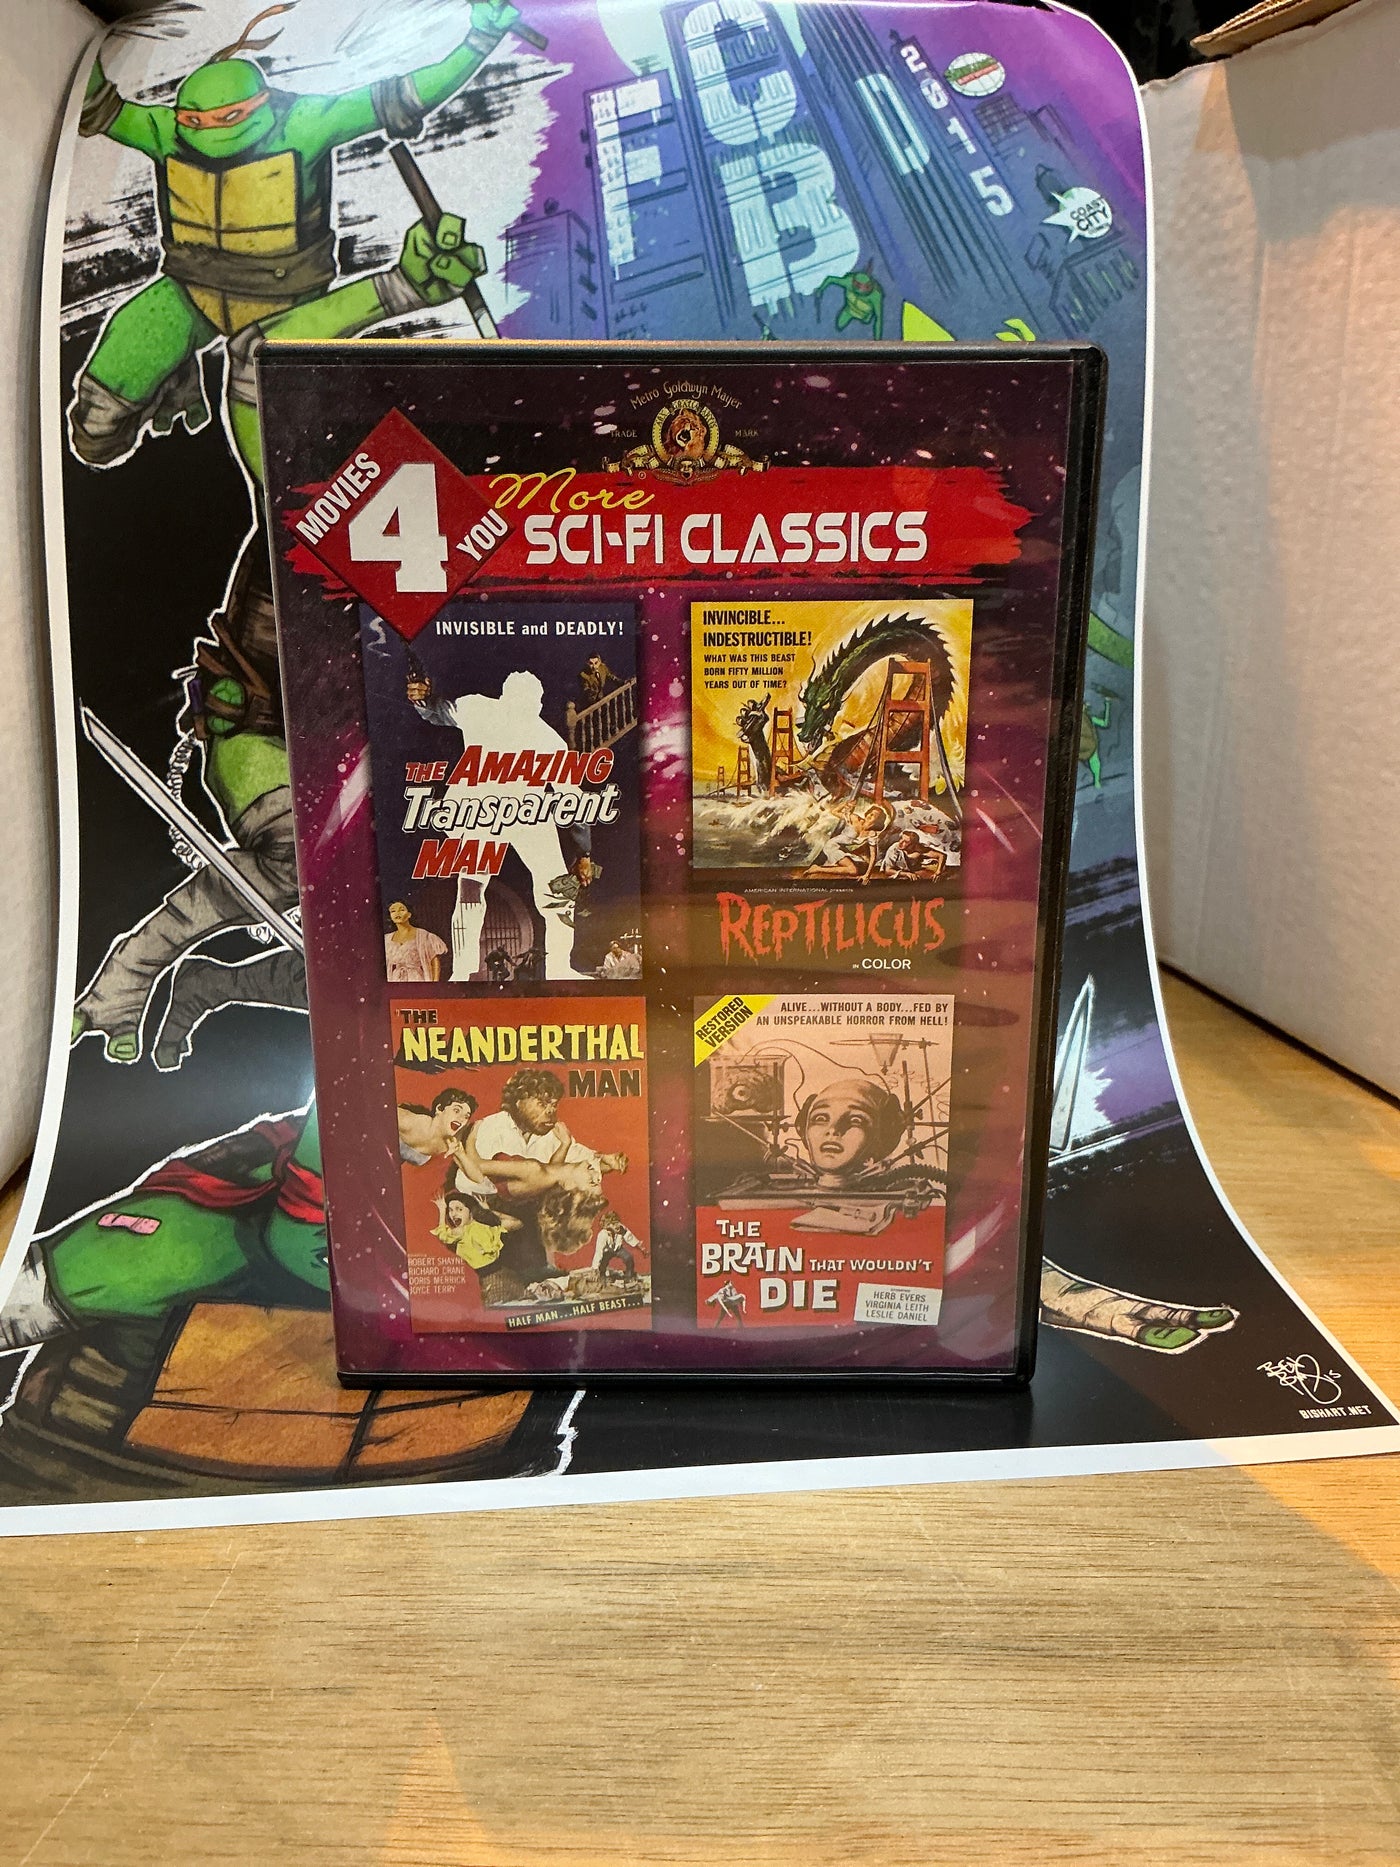 FCBD
2015
COAST
CITY
Metro Goldwyn Mayer
TRADE MARK
MOVIES
4
YOU
More
SCI-FI CLASSICS
INVISIBLE and DEADLY!
THE AMAZING
Transparent
MAN
INVINCIBLE...
INDESTRUCTIBLE!
WHAT WAS THIS BEAST
BORN FIFTY MILLION
YEARS OUT OF TIME?
AMERICAN INTERNATIONAL presents
REPTILICUS
IN COLOR
THE
NEANDERTHAL
MAN
ROBERT SHAYNE
RICHARD CRANE
DORIS MERRICK
JOYCE TERRY
HALF MAN...HALF BEAST...
RESTORED
VERSION
ALIVE...WITHOUT A BODY...FED BY
AN UNSPEAKABLE HORROR FROM HELL!
THE
BRAIN THAT WOULDN'T
DIE
HERB EVERS
VIRGINIA LEITH
LESLIE DANIEL
BISHART.NET